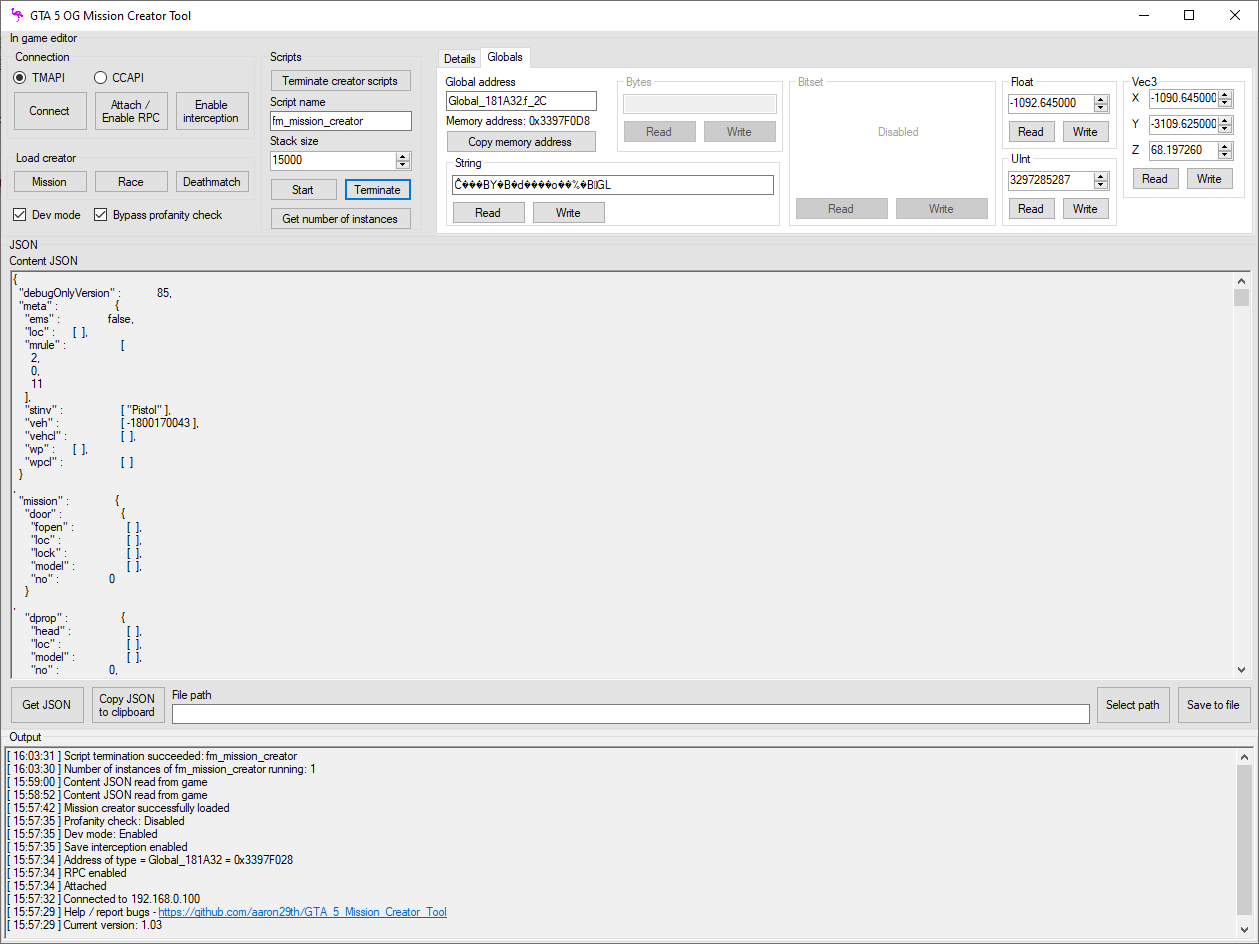 GTA 5 OG Mission Creator Tool
In game editor
Connection
TMAPI CCAPI
Connect
Attach /
Enable RPC
Enable
interception
Load creator
Mission Race Deathmatch
Dev mode Bypass profanity check
Scripts
Terminate creator scripts
Script name
fm_mission_creator
Stack size
15000
Start Terminate
Get number of instances
Details Globals
Global address
Global_181A32.f_2C
Memory address: 0x3397F0D8
Copy memory address
Bytes
Read Write
String
Ĉ���BY�B�d����o��%�B‖GL
Read Write
Bitset
Disabled
Read Write
Float
-1092.645000
Read Write
UInt
3297285287
Read Write
Vec3
X -1090.645000
Y -3109.625000
Z 68.197260
Read Write
JSON
Content JSON
{
"debugOnlyVersion" : 85,
"meta" : {
"ems" : false,
"loc" : [ ],
"mrule" : [
2,
0,
11
],
"stinv" : [ "Pistol" ],
"veh" : [ -1800170043 ],
"vehcl" : [ ],
"wp" : [ ],
"wpcl" : [ ]
}
,
"mission" : {
"door" : {
"fopen" : [ ],
"loc" : [ ],
"lock" : [ ],
"model" : [ ],
"no" : 0
}
,
"dprop" : {
"head" : [ ],
"loc" : [ ],
"model" : [ ],
"no" : 0,
Get JSON
Copy JSON
to clipboard
File path
Select path
Save to file
Output
[ 16:03:31 ] Script termination succeeded: fm_mission_creator
[ 16:03:30 ] Number of instances of fm_mission_creator running: 1
[ 15:59:00 ] Content JSON read from game
[ 15:58:52 ] Content JSON read from game
[ 15:57:42 ] Mission creator successfully loaded
[ 15:57:35 ] Profanity check: Disabled
[ 15:57:35 ] Dev mode: Enabled
[ 15:57:35 ] Save interception enabled
[ 15:57:34 ] Address of type = Global_181A32 = 0x3397F028
[ 15:57:34 ] RPC enabled
[ 15:57:34 ] Attached
[ 15:57:32 ] Connected to 192.168.0.100
[ 15:57:29 ] Help / report bugs - https://github.com/aaron29th/GTA_5_Mission_Creator_Tool
[ 15:57:29 ] Current version: 1.03